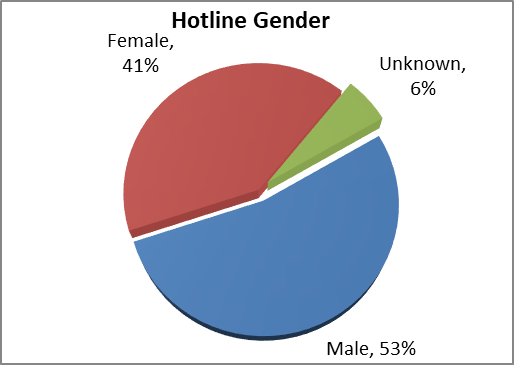 Hotline Gender
Female,
41%
Unknown,
6%
Male, 53%